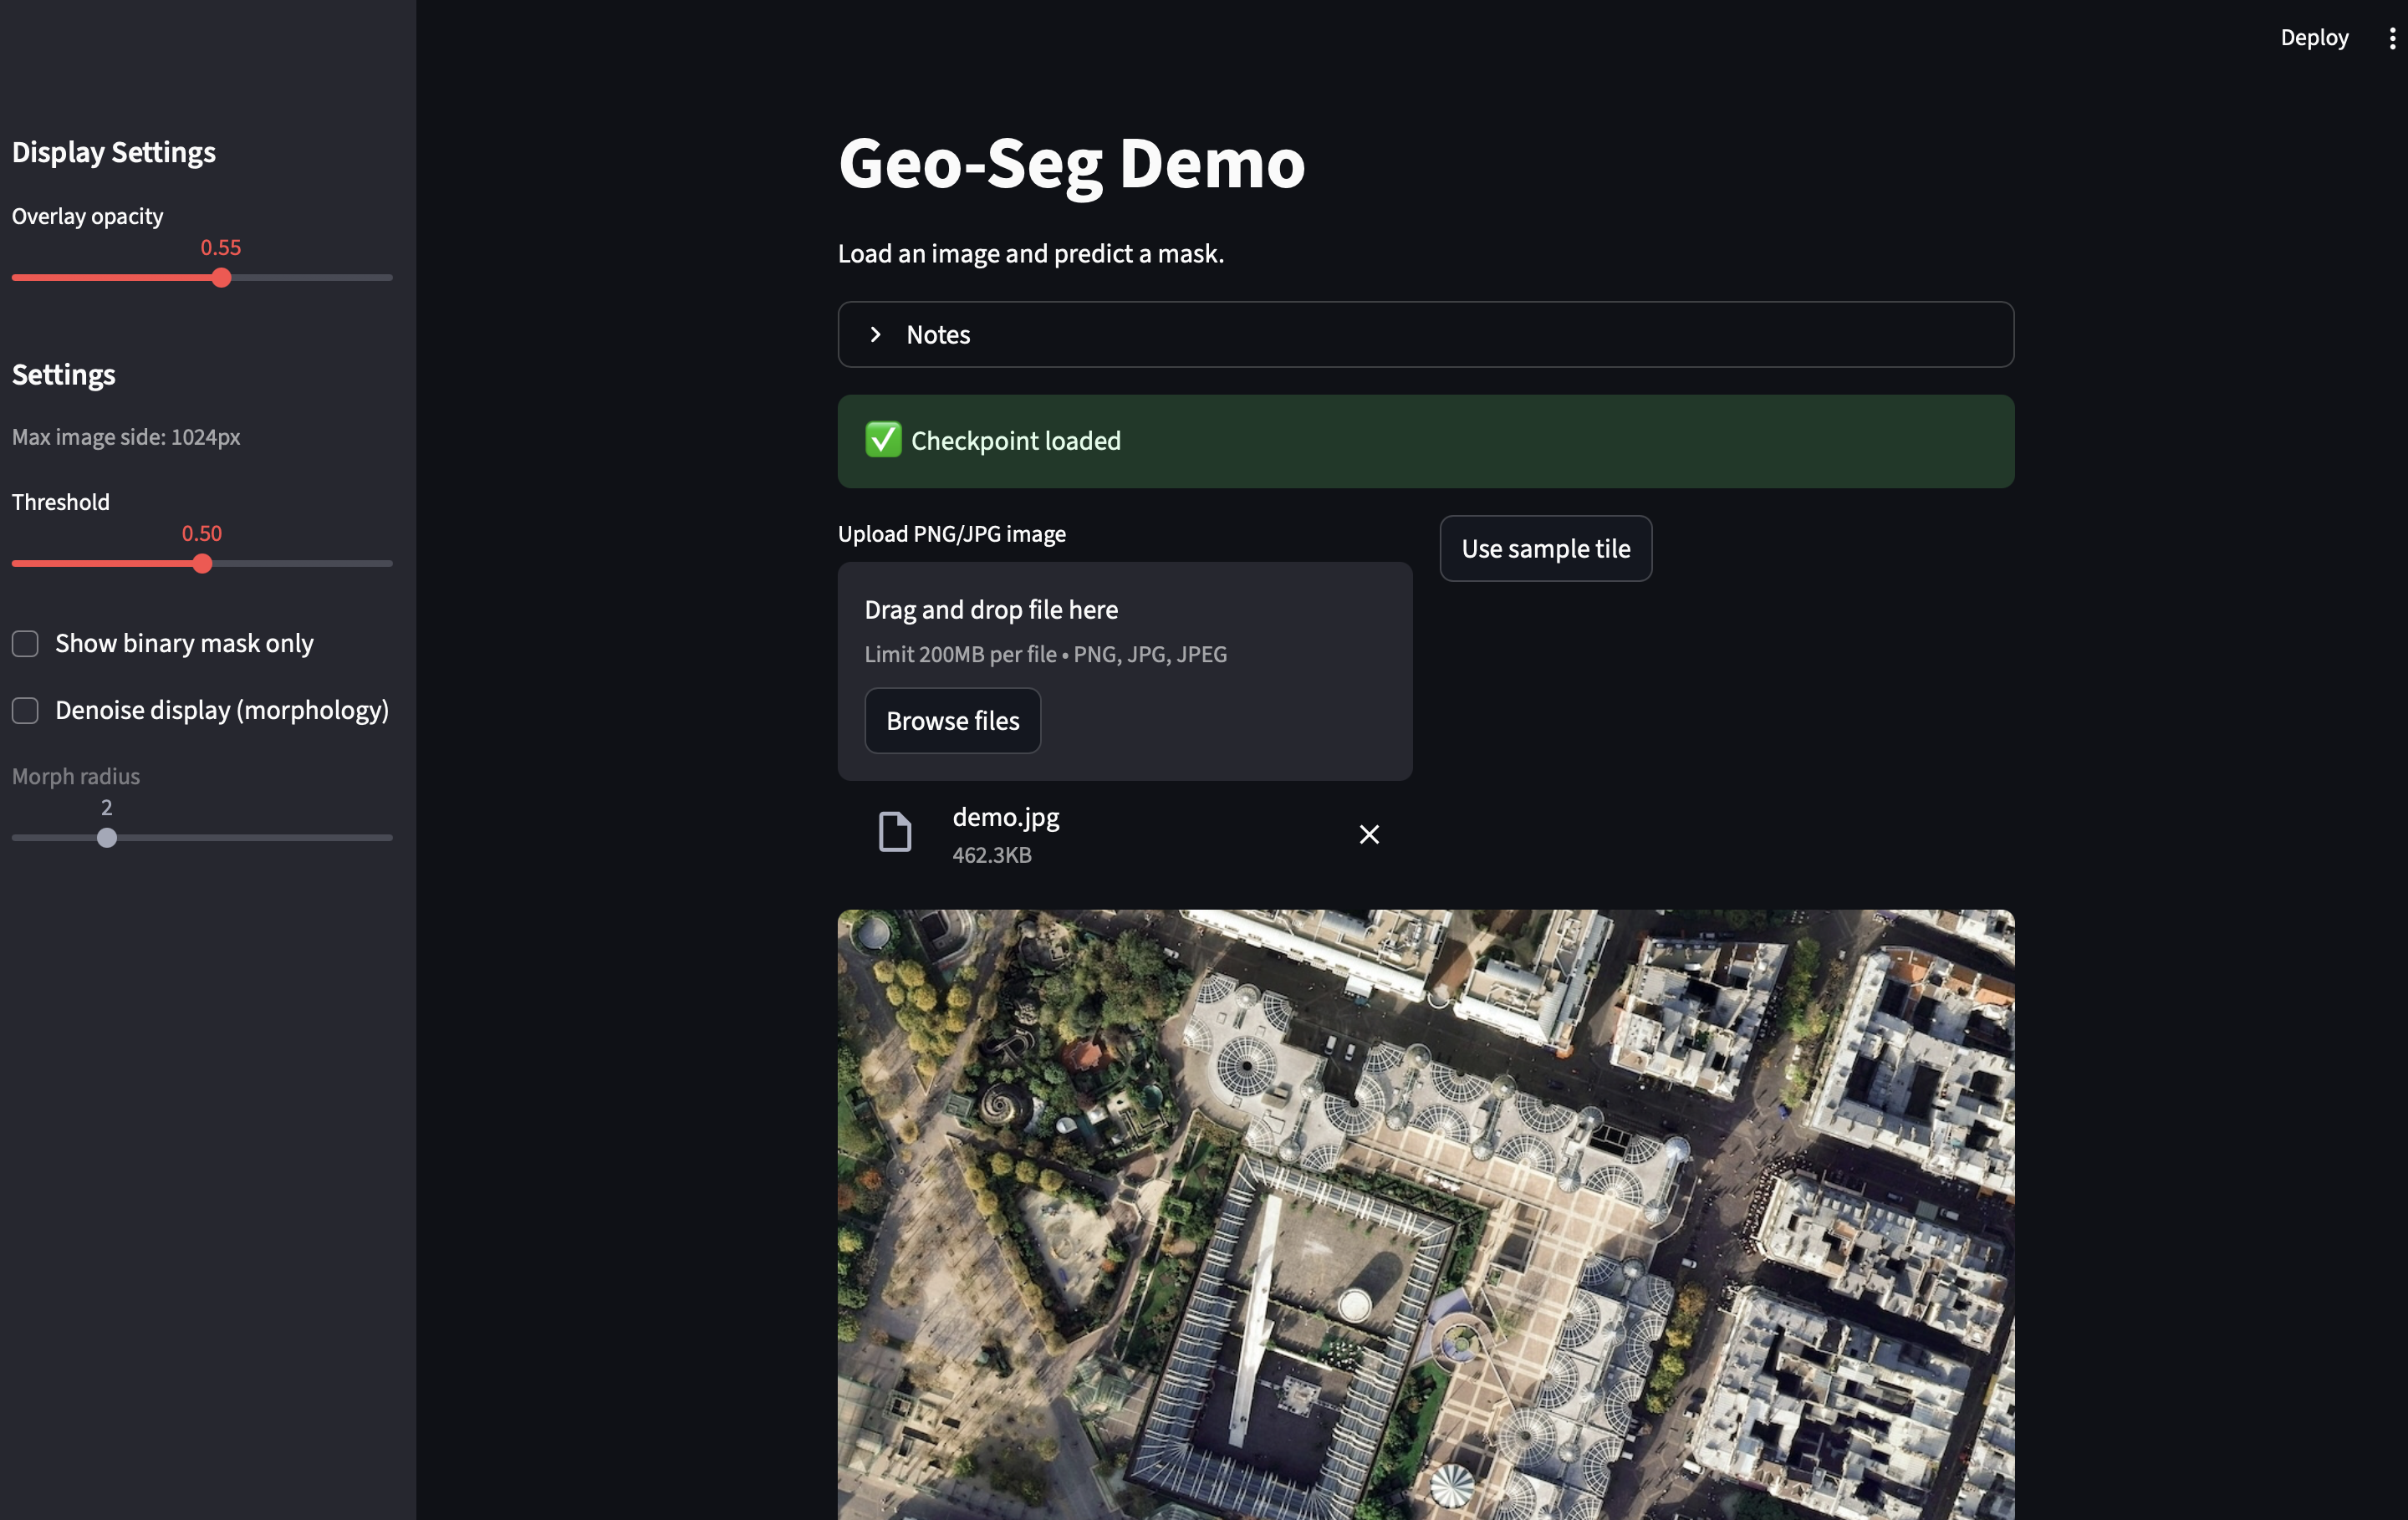 Deploy
Display Settings
Overlay opacity
0.55
Settings
Max image side: 1024px
Threshold
0.50
Show binary mask only
Denoise display (morphology)
Morph radius
2
Geo-Seg Demo
Load an image and predict a mask.
Notes
✅ Checkpoint loaded
Upload PNG/JPG image
Drag and drop file here
Limit 200MB per file • PNG, JPG, JPEG
Browse files
Use sample tile
demo.jpg
462.3KB